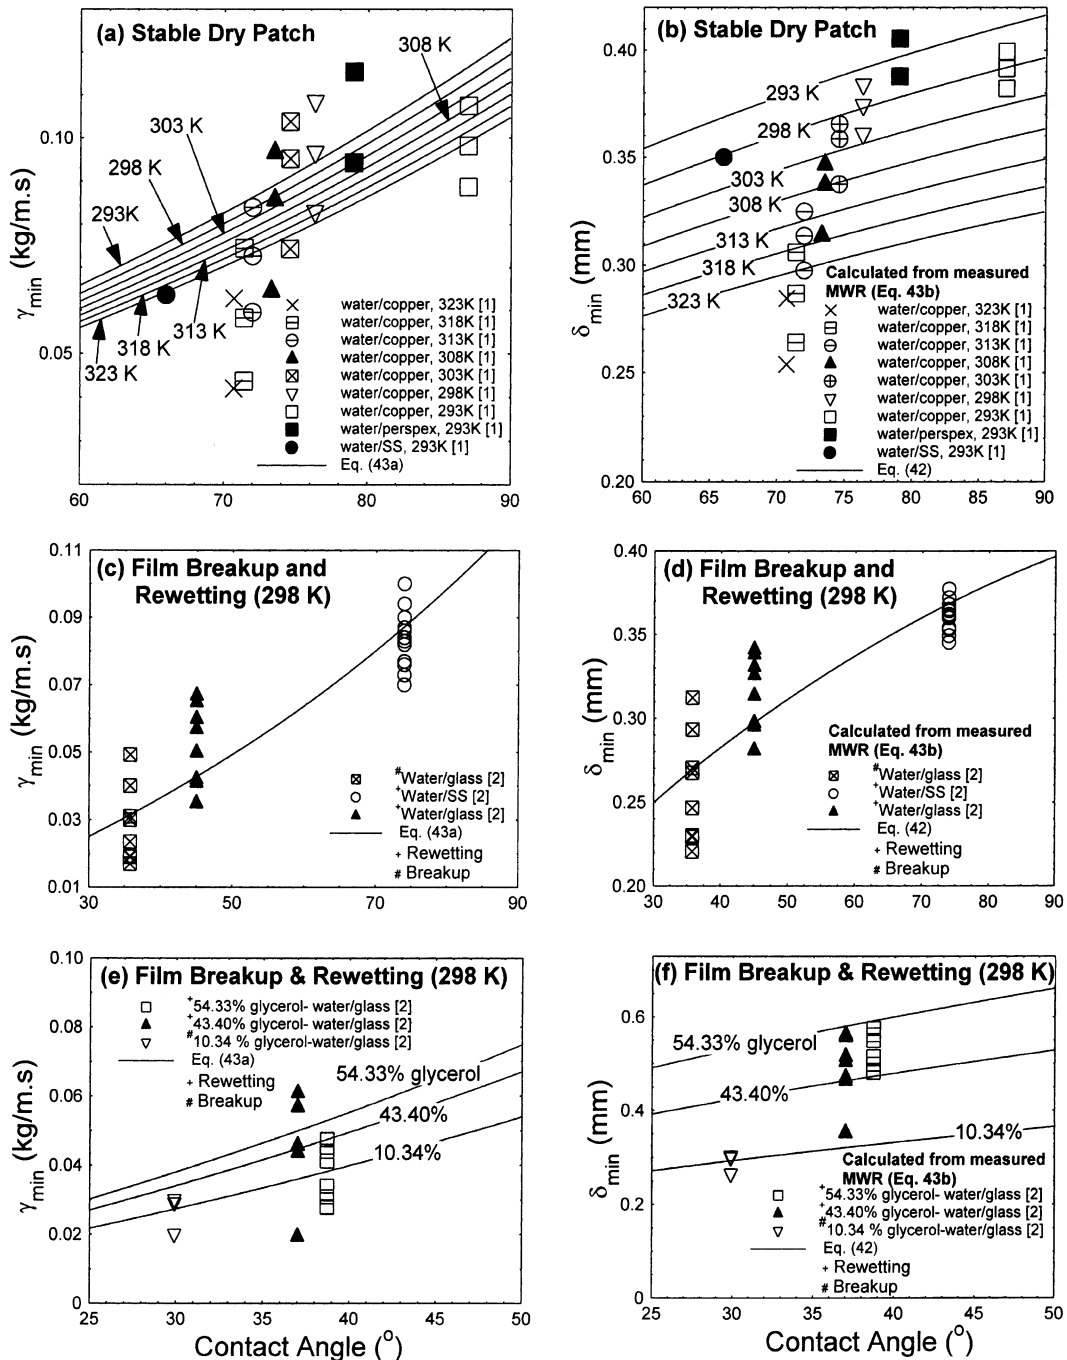 (a) Stable Dry Patch
308 K
303 K
298 K
293K
313 K
318 K
323 K
0.10
0.05
γmin (kg/m.s)
water/copper, 323K [1]
water/copper, 318K [1]
water/copper, 313K [1]
water/copper, 308K [1]
water/copper, 303K [1]
water/copper, 298K [1]
water/copper, 293K [1]
water/perspex, 293K [1]
water/SS, 293K [1]
Eq. (43a)
60 70 80 90
(b) Stable Dry Patch
293 K
298 K
303 K
308 K
313 K
318 K
323 K
0.40
0.35
0.30
0.25
0.20
δmin (mm)
Calculated from measured
MWR (Eq. 43b)
water/copper, 323K [1]
water/copper, 318K [1]
water/copper, 313K [1]
water/copper, 308K [1]
water/copper, 303K [1]
water/copper, 298K [1]
water/copper, 293K [1]
water/perspex, 293K [1]
water/SS, 293K [1]
Eq. (42)
60 65 70 75 80 85 90
(c) Film Breakup and
Rewetting (298 K)
0.11
0.09
0.07
0.05
0.03
0.01
γmin (kg/m.s)
#Water/glass [2]
+Water/SS [2]
+Water/glass [2]
Eq. (43a)
+ Rewetting
# Breakup
30 50 70 90
(d) Film Breakup and
Rewetting (298 K)
0.40
0.35
0.30
0.25
0.20
δmin (mm)
Calculated from measured
MWR (Eq. 43b)
#Water/glass [2]
+Water/SS [2]
+Water/glass [2]
Eq. (42)
+ Rewetting
# Breakup
30 40 50 60 70 80 90
(e) Film Breakup & Rewetting (298 K)
0.10
0.08
0.06
0.04
0.02
0
γmin (kg/m.s)
+54.33% glycerol- water/glass [2]
+43.40% glycerol- water/glass [2]
#10.34 % glycerol-water/glass [2]
Eq. (43a)
+ Rewetting
# Breakup
54.33% glycerol
43.40%
10.34%
25 30 35 40 45 50
Contact Angle (o)
(f) Film Breakup & Rewetting (298 K)
0.6
0.4
0.2
0
δmin (mm)
54.33% glycerol
43.40%
10.34%
Calculated from measured
MWR (Eq. 43b)
+54.33% glycerol- water/glass [2]
+43.40% glycerol- water/glass [2]
#10.34 % glycerol-water/glass [2]
Eq. (42)
+ Rewetting
# Breakup
25 30 35 40 45 50
Contact Angle (o)